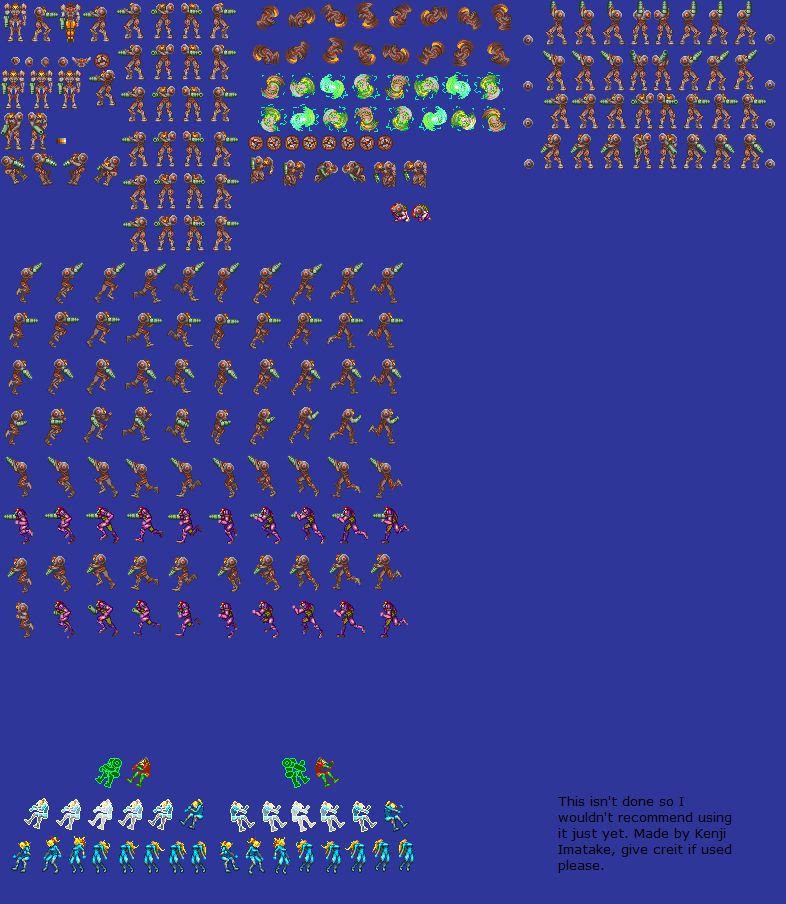 This isn't done so I
wouldn't recommend using
it just yet. Made by Kenji
Imatake, give creit if used
please.